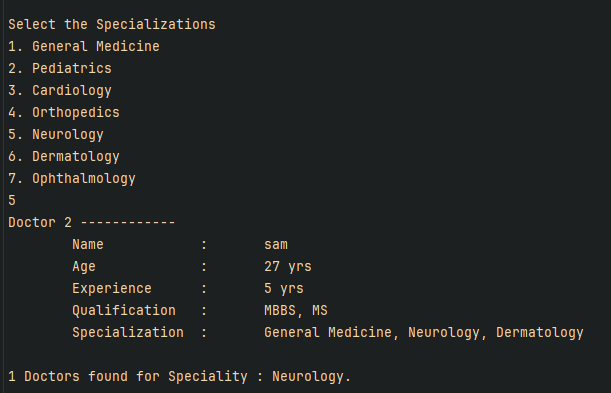 Select the Specializations
1. General Medicine
2. Pediatrics
3. Cardiology
4. Orthopedics
5. Neurology
6. Dermatology
7. Ophthalmology
5
Doctor 2 ------------
        Name            :       sam
        Age             :       27 yrs
        Experience      :       5 yrs
        Qualification   :       MBBS, MS
        Specialization  :       General Medicine, Neurology, Dermatology
1 Doctors found for Speciality : Neurology.